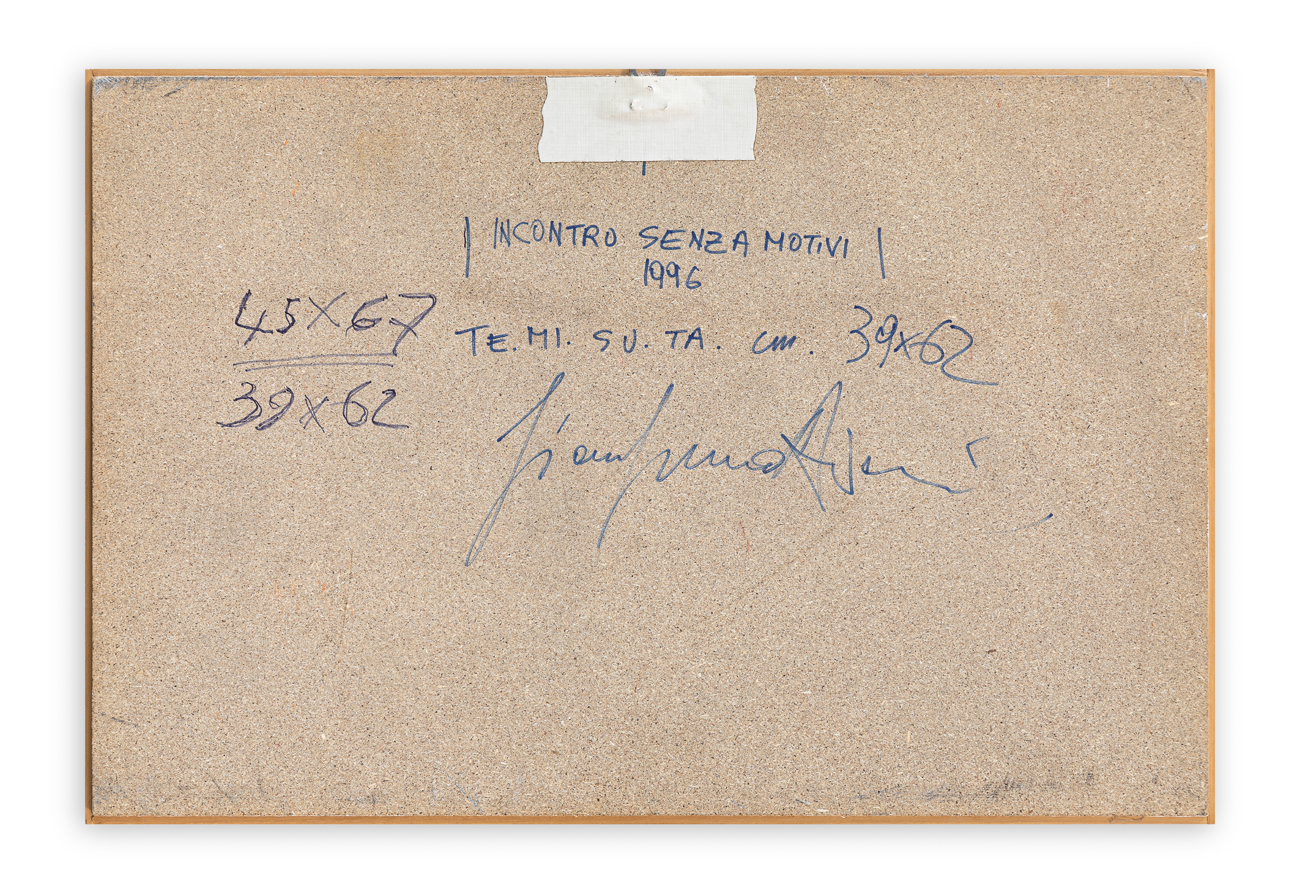 | INCONTRO SENZA MOTIVI |
1996
45x67
TE.MI. SU. TA. cm. 39x62
39x62